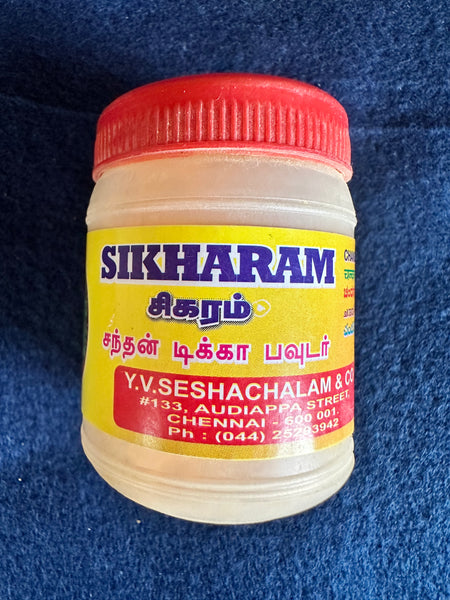 SIKHARAM
சிகரம்
சந்தன் டிக்கா பவுடர்
Y.V.SESHACHALAM & CO
#133, AUDIAPPA STREET,
CHENNAI - 600 001.
Ph : (044) 25293942